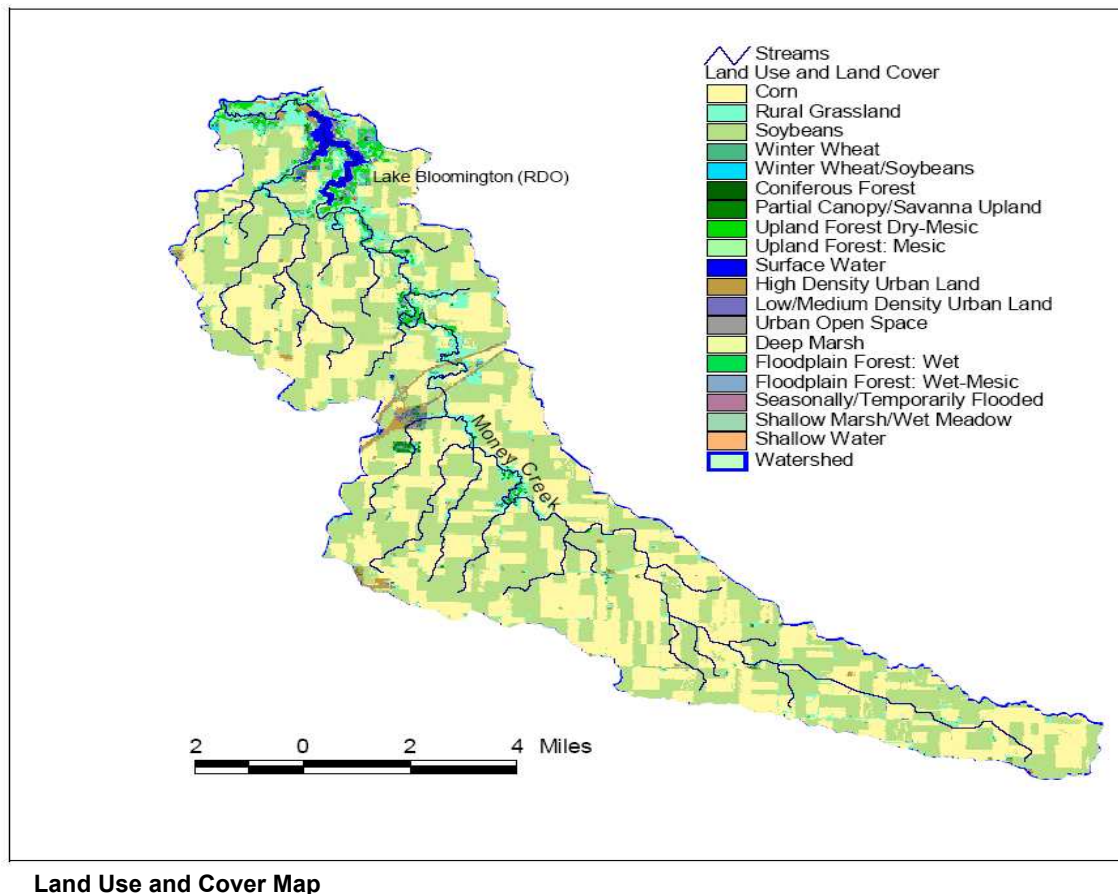 Streams
Land Use and Land Cover
Corn
Rural Grassland
Soybeans
Winter Wheat
Winter Wheat/Soybeans
Coniferous Forest
Partial Canopy/Savanna Upland
Upland Forest Dry-Mesic
Upland Forest: Mesic
Surface Water
High Density Urban Land
Low/Medium Density Urban Land
Urban Open Space
Deep Marsh
Floodplain Forest: Wet
Floodplain Forest: Wet-Mesic
Seasonally/Temporarily Flooded
Shallow Marsh/Wet Meadow
Shallow Water
Watershed
Lake Bloomington (RDO)
Money Creek
2 0 2 4 Miles
Land Use and Cover Map